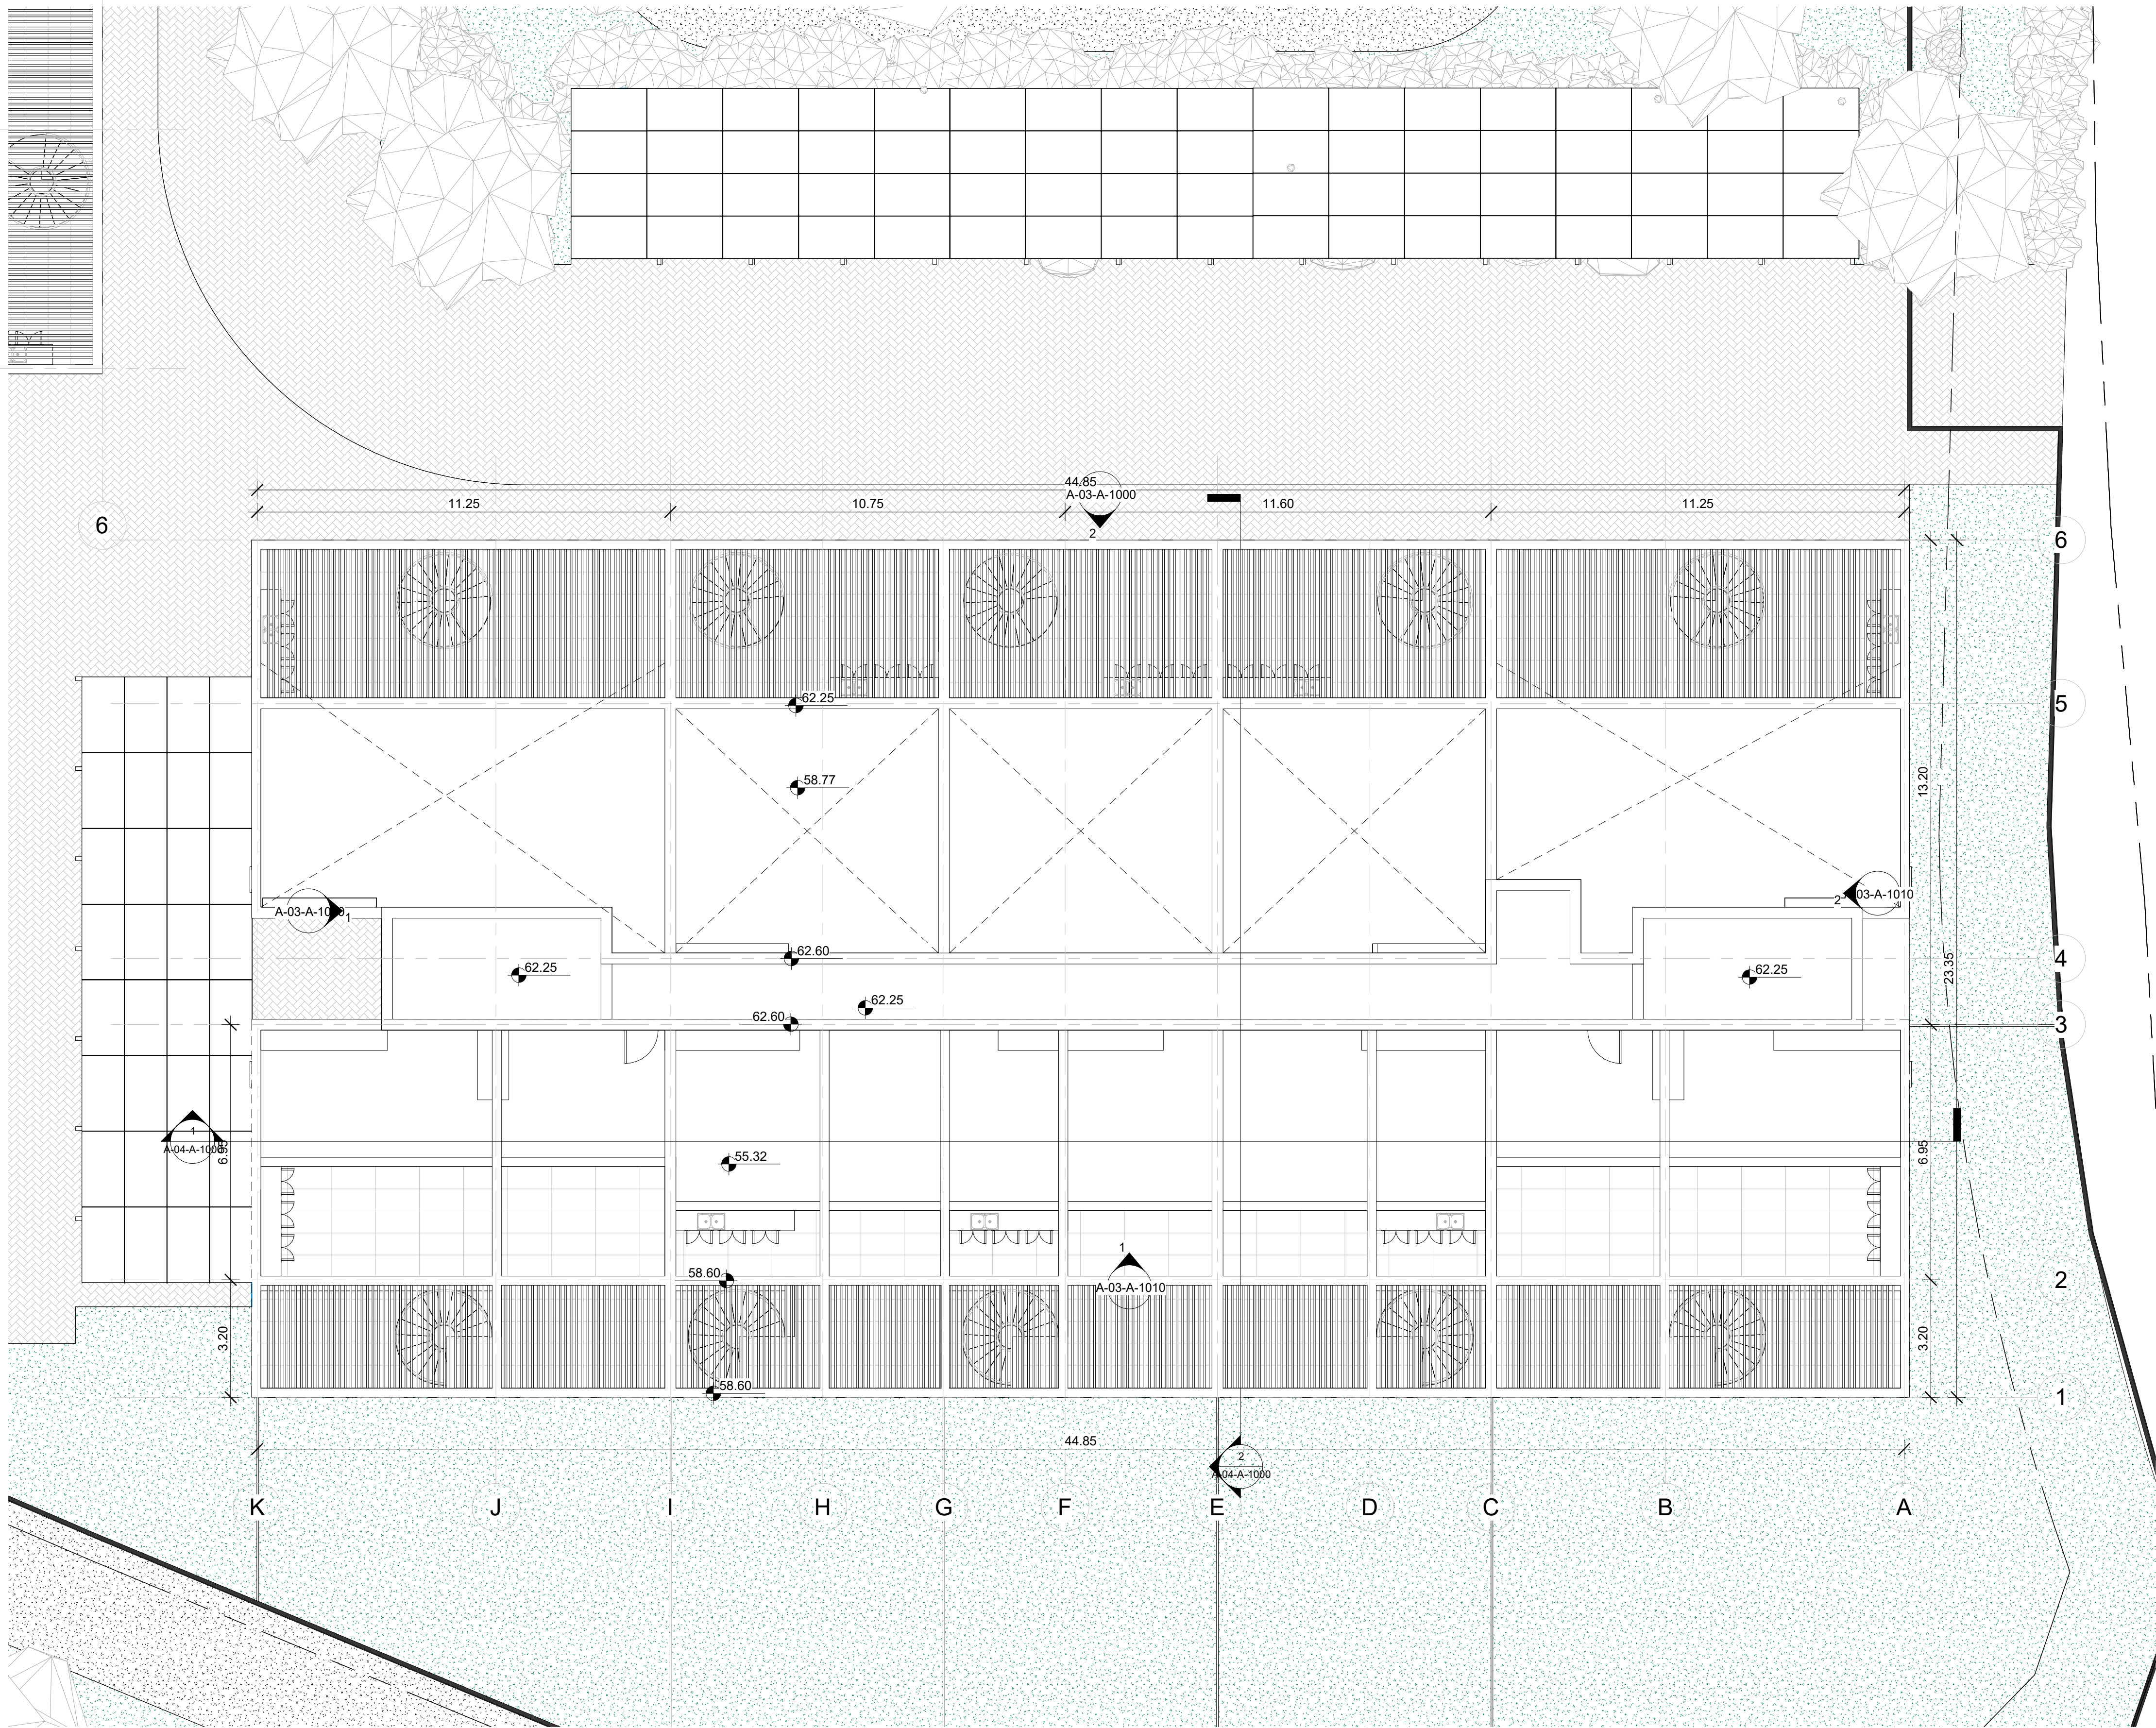 44.85
A-03-A-1000
11.25
10.75
11.60
11.25
2
6
6
62.25
5
58.77
13.20
A-03-A-1010
1
03-A-1010
2
62.60
4
62.25
62.25
23.35
62.25
62.60
3
1
A-04-A-1000
6.95
6.95
55.32
1
58.60
A-03-A-1010
2
3.20
3.20
58.60
1
44.85
2
A-04-A-1000
K
J
I
H
G
F
E
D
C
B
A